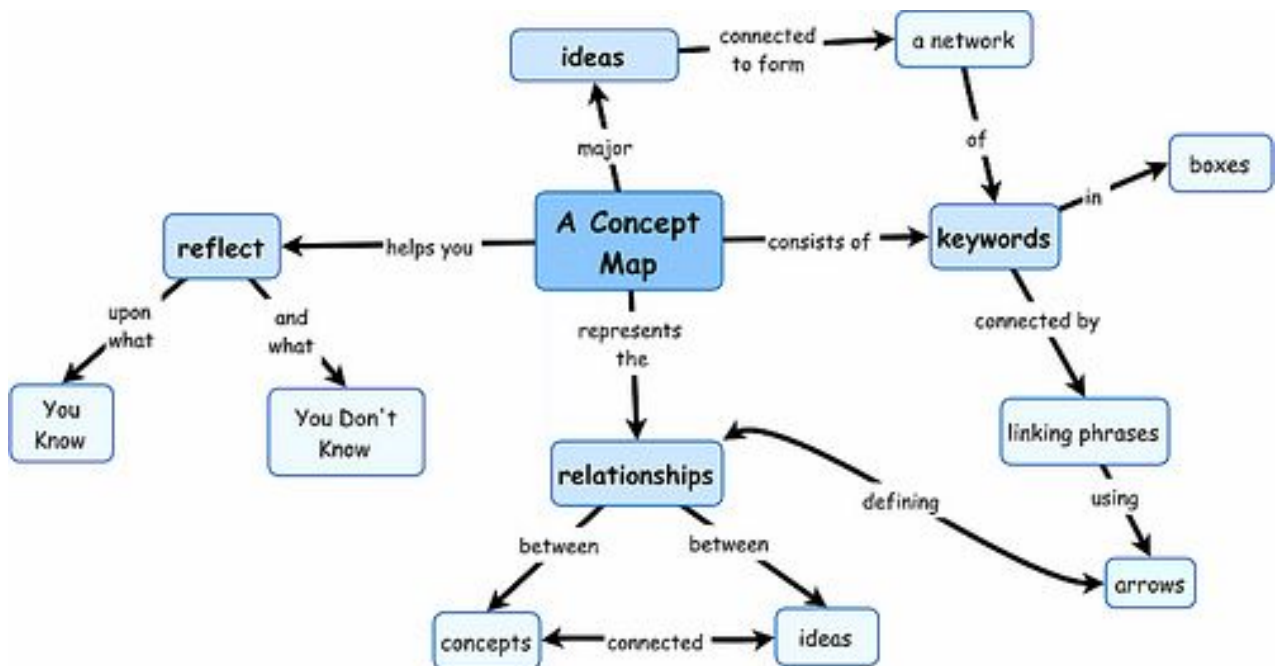 ideas
connected
to form
a network
major
of
boxes
in
A Concept
Map
reflect
helps you
consists of
keywords
upon
what
and
what
represents
the
connected by
You
Know
You Don't
Know
linking phrases
relationships
defining
using
between
between
arrows
concepts
connected
ideas